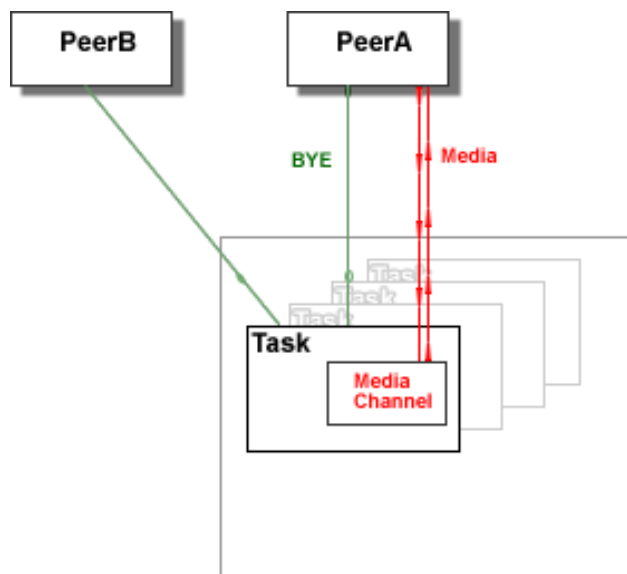 PeerB
PeerA
BYE
Media
Task
Task
Task
Task
Media
Channel